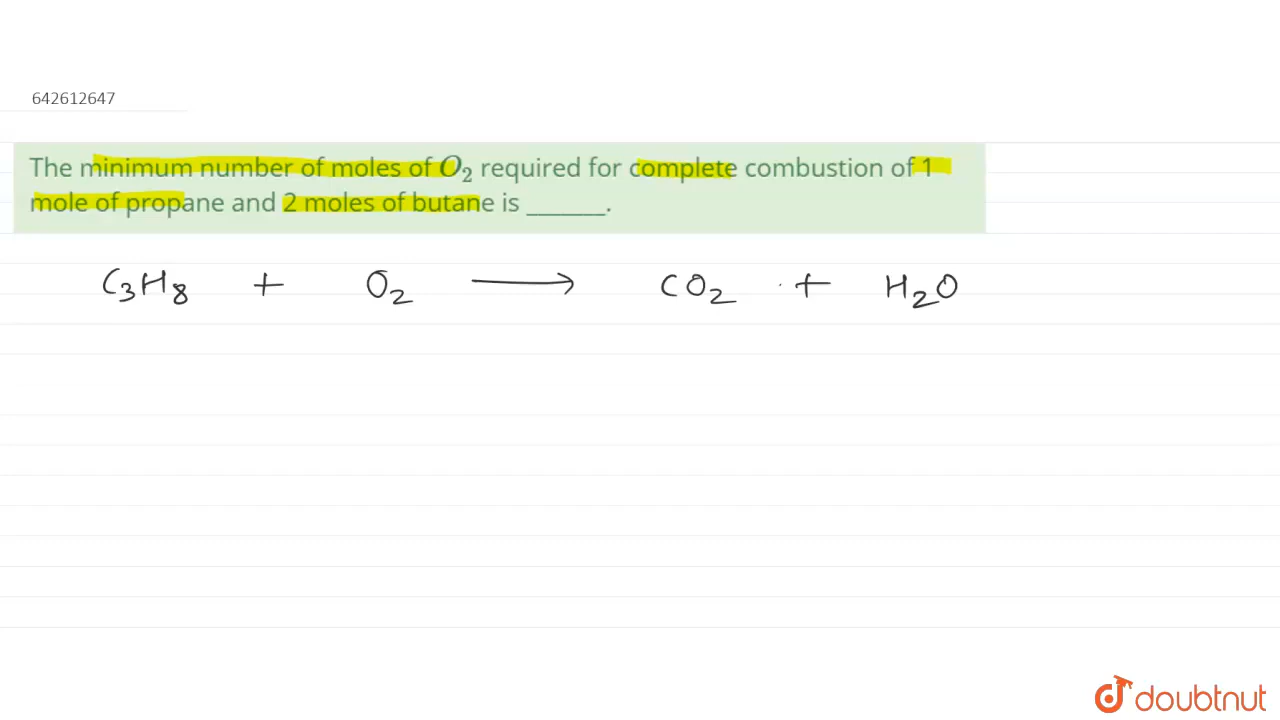 642612647
The minimum number of moles of O₂ required for complete combustion of 1
mole of propane and 2 moles of butane is _______.
C₃H₈ + O₂ ⟶ CO₂ + H₂O
doubtnut